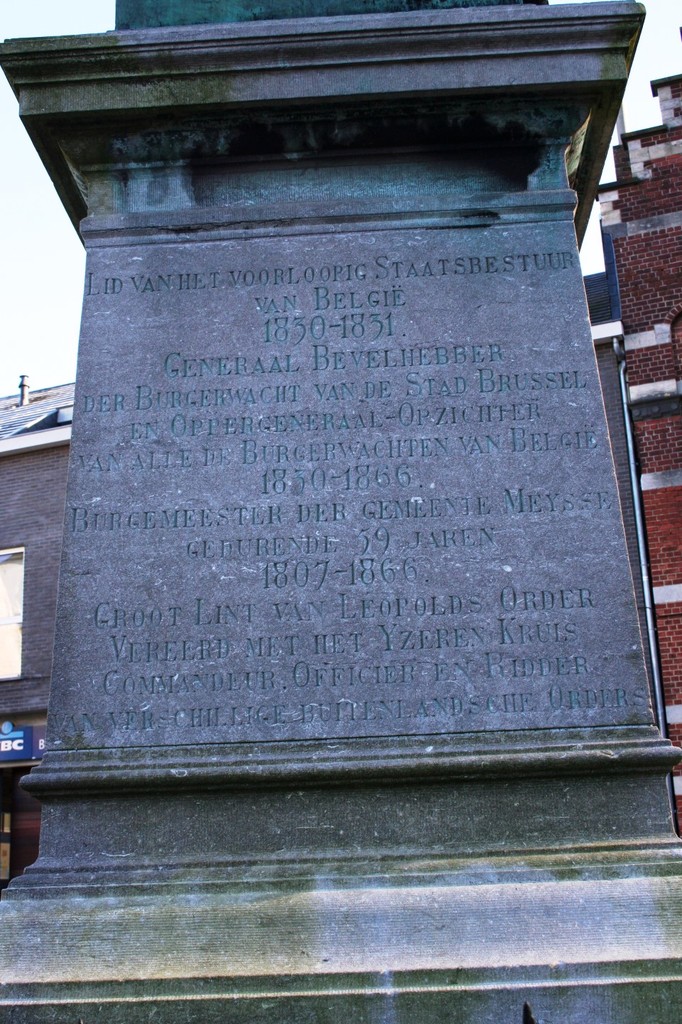 Lid van het voorloopig Staatsbestuur
van België
1830-1831.
Generaal Bevelhebber
der Burgerwacht van de Stad Brussel
en Oppergeneraal-Opzichter
van alle de Burgerwachten van België
1830-1866.
Burgemeester der gemeente Meysse
gedurende 59 jaren
1807-1866.
Groot Lint van Leopolds Order
Vereerd met het Yzeren Kruis
Commandeur, Officier en Ridder
van verschillige buitenlandsche Orders
BC B